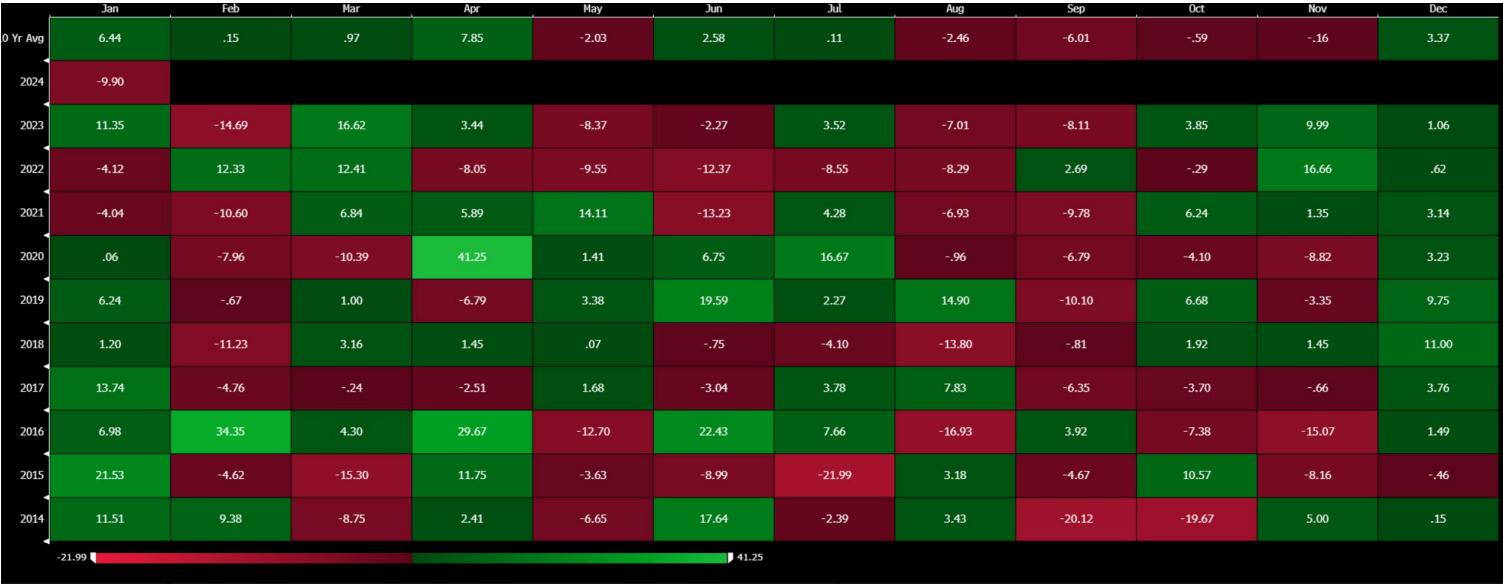 Jan Feb Mar Apr May Jun Jul Aug Sep Oct Nov Dec
0 Yr Avg 6.44 .15 .97 7.85 -2.03 2.58 .11 -2.46 -6.01 -.59 -.16 3.37
2024 -9.90
2023 11.35 -14.69 16.62 3.44 -8.37 -2.27 3.52 -7.01 -8.11 3.85 9.99 1.06
2022 -4.12 12.33 12.41 -8.05 -9.55 -12.37 -8.55 -8.29 2.69 -.29 16.66 .62
2021 -4.04 -10.60 6.84 5.89 14.11 -13.23 4.28 -6.93 -9.78 6.24 1.35 3.14
2020 .06 -7.96 -10.39 41.25 1.41 6.75 16.67 -.96 -6.79 -4.10 -8.82 3.23
2019 6.24 -.67 1.00 -6.79 3.38 19.59 2.27 14.90 -10.10 6.68 -3.35 9.75
2018 1.20 -11.23 3.16 1.45 .07 -.75 -4.10 -13.80 -.81 1.92 1.45 11.00
2017 13.74 -4.76 -.24 -2.51 1.68 -3.04 3.78 7.83 -6.35 -3.70 -.66 3.76
2016 6.98 34.35 4.30 29.67 -12.70 22.43 7.66 -16.93 3.92 -7.38 -15.07 1.49
2015 21.53 -4.62 -15.30 11.75 -3.63 -8.99 -21.99 3.18 -4.67 10.57 -8.16 -.46
2014 11.51 9.38 -8.75 2.41 -6.65 17.64 -2.39 3.43 -20.12 -19.67 5.00 .15
-21.99 41.25